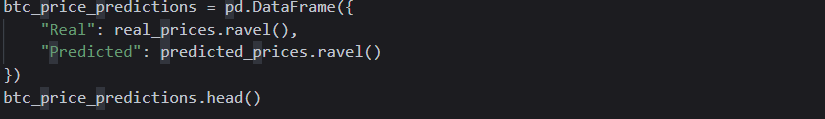 btc_price_predictions = pd.DataFrame({
    "Real": real_prices.ravel(),
    "Predicted": predicted_prices.ravel()
})
btc_price_predictions.head()